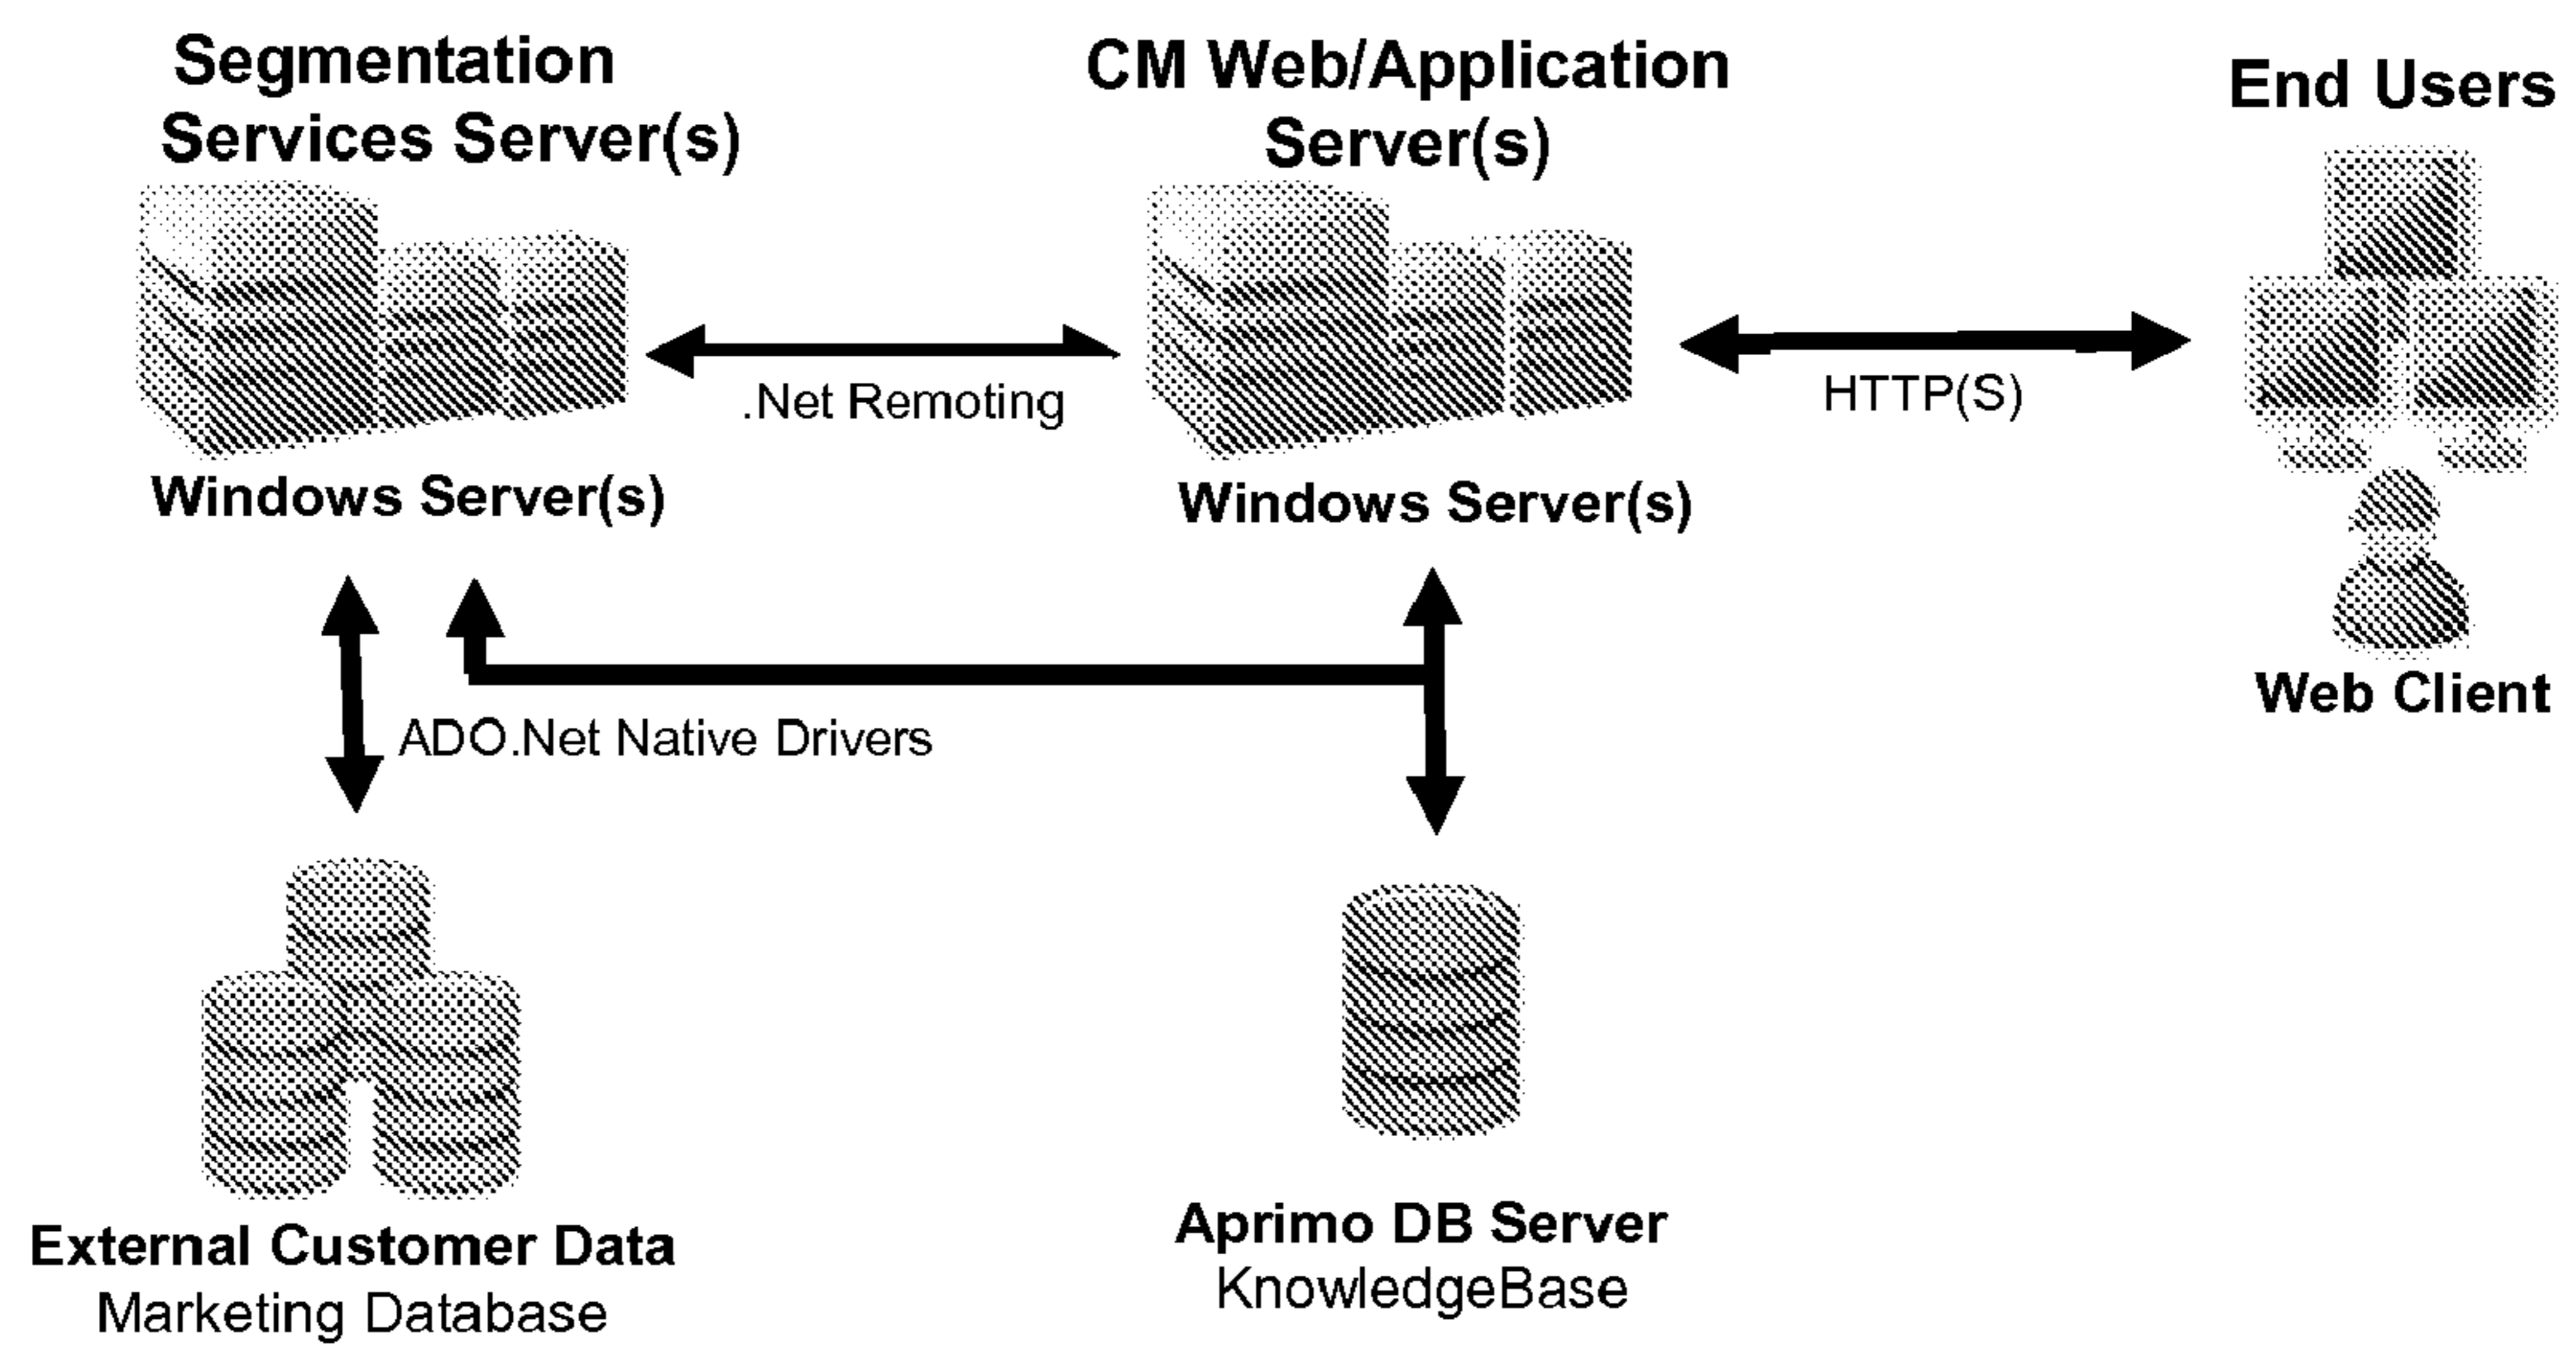 Segmentation
Services Server(s)
CM Web/Application
Server(s)
End Users
.Net Remoting
HTTP(S)
Windows Server(s)
Windows Server(s)
Web Client
ADO.Net Native Drivers
External Customer Data
Marketing Database
Aprimo DB Server
KnowledgeBase